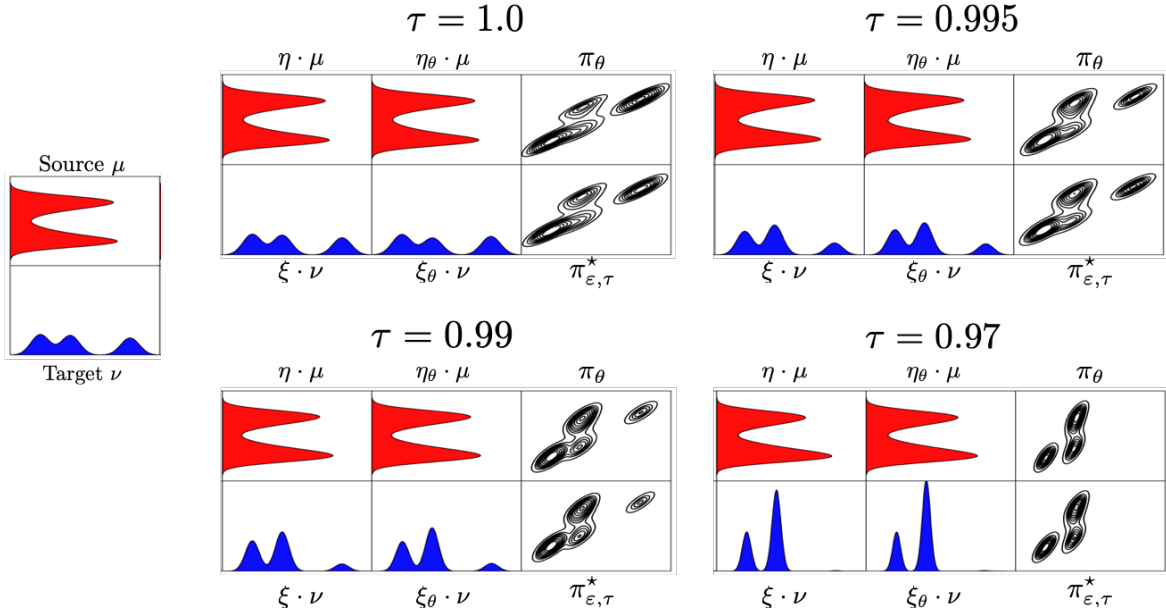 τ = 1.0
τ = 0.995
η · μ
η_θ · μ
π_θ
η · μ
η_θ · μ
π_θ
Source μ
ξ · ν
ξ_θ · ν
π*_{ε,τ}
ξ · ν
ξ_θ · ν
π*_{ε,τ}
τ = 0.99
τ = 0.97
Target ν
η · μ
η_θ · μ
π_θ
η · μ
η_θ · μ
π_θ
ξ · ν
ξ_θ · ν
π*_{ε,τ}
ξ · ν
ξ_θ · ν
π*_{ε,τ}